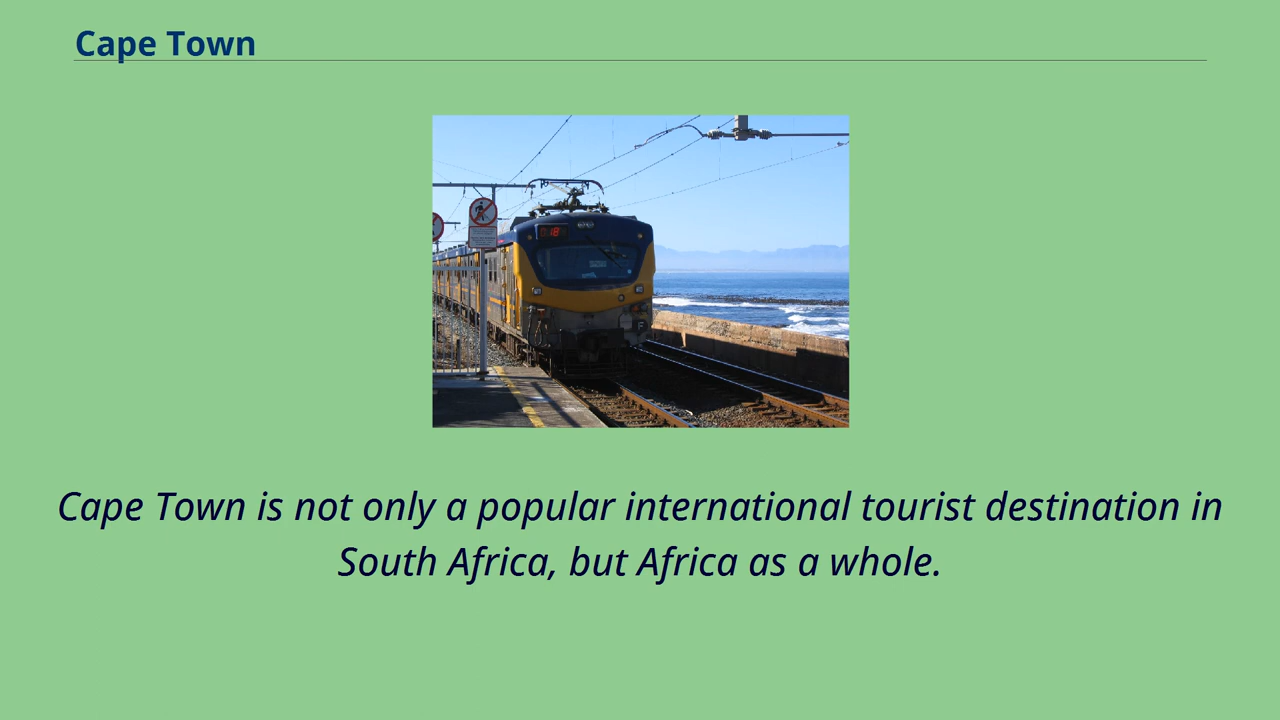 Cape Town
Cape Town is not only a popular international tourist destination in
South Africa, but Africa as a whole.